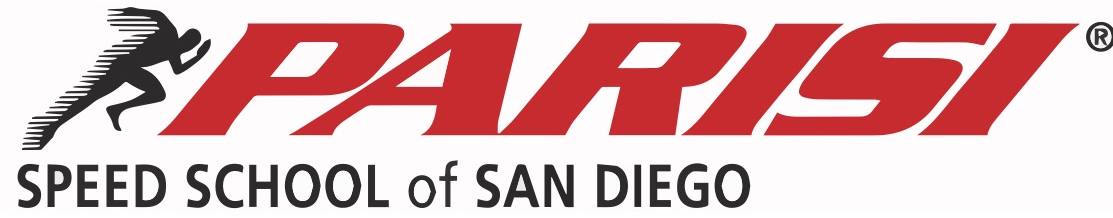 PARISI®
SPEED SCHOOL of SAN DIEGO